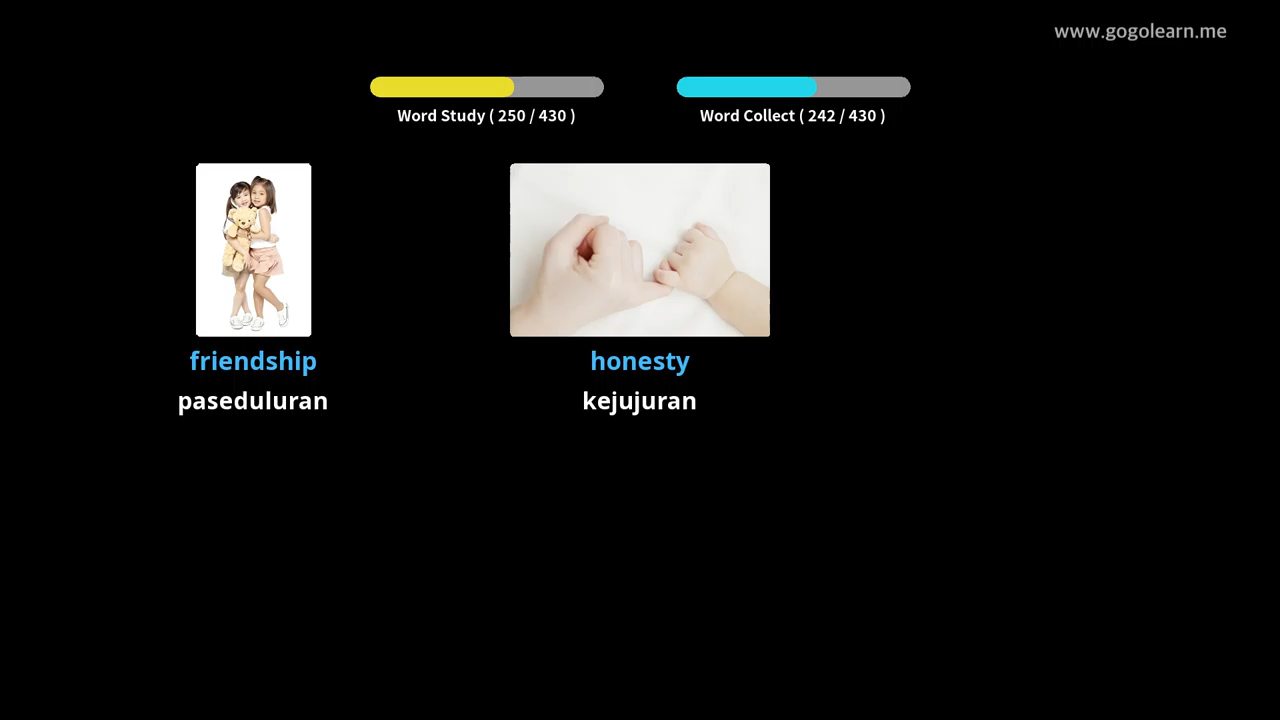 www.gogolearn.me
Word Study ( 250 / 430 )
Word Collect ( 242 / 430 )
friendship
honesty
paseduluran
kejujuran